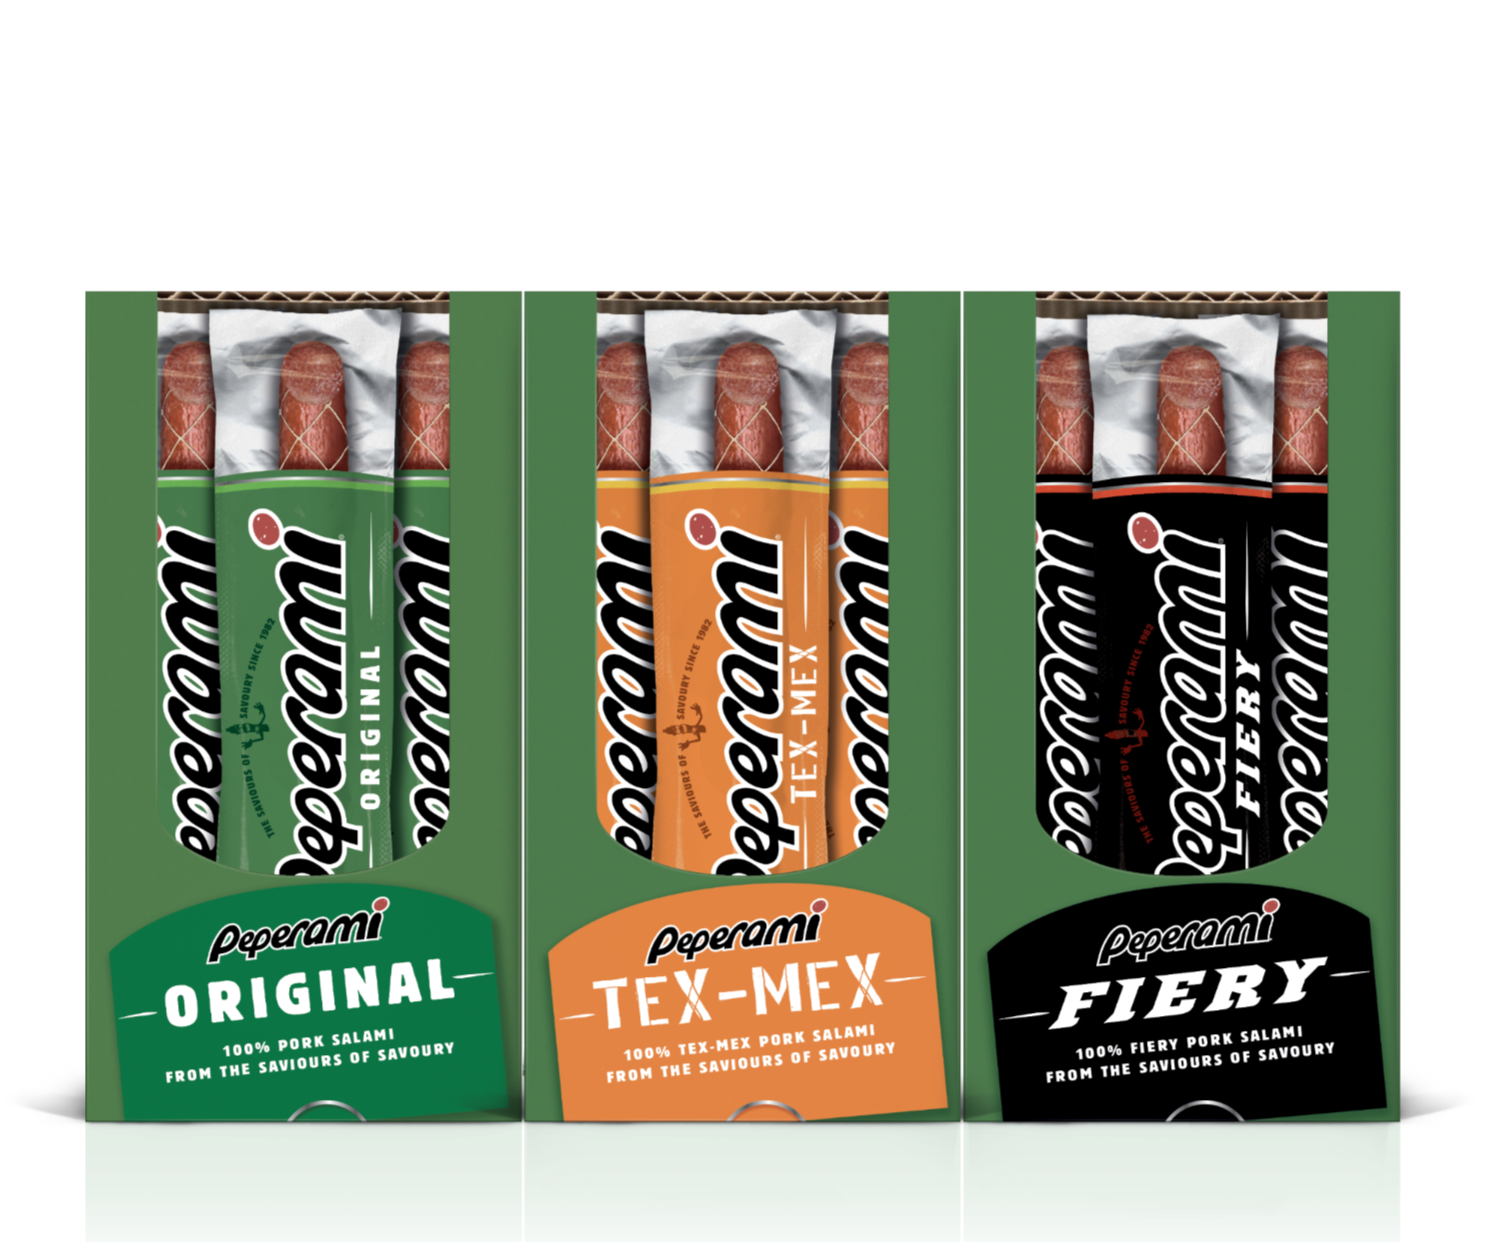 Peperami
ORIGINAL
THE SAVIOURS OF SAVOURY SINCE 1982
Peperami
TEX-MEX
THE SAVIOURS OF SAVOURY SINCE 1982
Peperami
FIERY
THE SAVIOURS OF SAVOURY SINCE 1982
Peperami
ORIGINAL
100% PORK SALAMI
FROM THE SAVIOURS OF SAVOURY
Peperami
TEX-MEX
100% TEX-MEX PORK SALAMI
FROM THE SAVIOURS OF SAVOURY
Peperami
FIERY
100% FIERY PORK SALAMI
FROM THE SAVIOURS OF SAVOURY